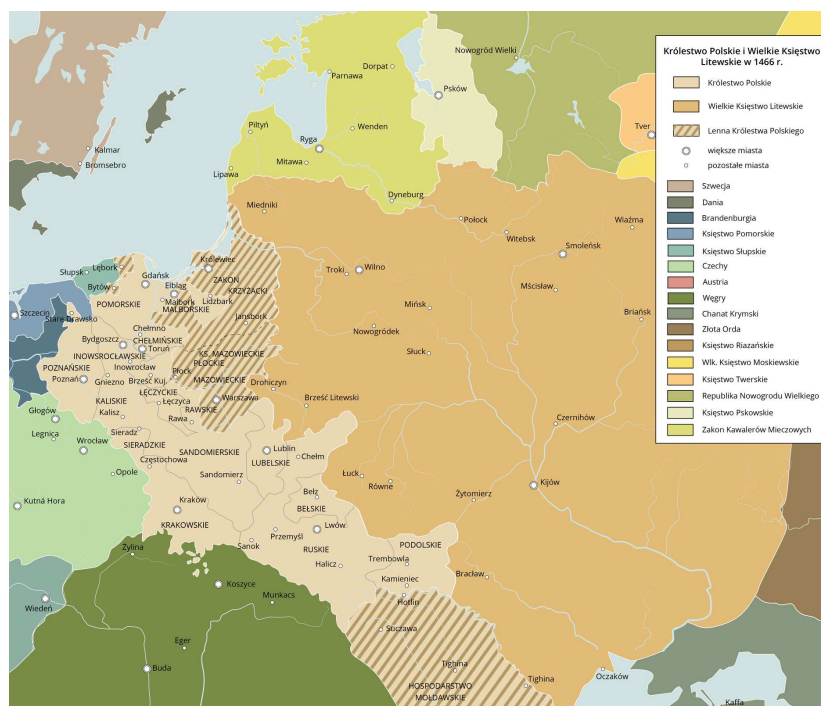 Królestwo Polskie i Wielkie Księstwo
Litewskie w 1466 r.
Królestwo Polskie
Wielkie Księstwo Litewskie
Lenna Królestwa Polskiego
większe miasta
pozostałe miasta
Szwecja
Dania
Brandenburgia
Księstwo Pomorskie
Księstwo Słupskie
Czechy
Austria
Węgry
Chanat Krymski
Złota Orda
Księstwo Riazańskie
Wlk. Księstwo Moskiewskie
Księstwo Twerskie
Republika Nowogrodu Wielkiego
Księstwo Pskowskie
Zakon Kawalerów Mieczowych
Nowogród Wielki
Dorpat
Parnawa
Psków
Tver
Piltyń
Wenden
Ryga
Kalmar
Bromsebro
Mitawa
Lipawa
Dyneburg
Miedniki
Połock
Witebsk
Wiaźma
Smoleńsk
Królewiec
Troki
Wilno
Lębork
Słupsk
Gdańsk
ZAKON
KRZYŻACKI
Mścisław
Bytów
Elbląg
POMORSKIE
Malbork
Lidzbark
MALBORSKIE
Mińsk
Szczecin
Stare Drawsko
Jansbork
Briańsk
Chełmno
Nowogródek
Bydgoszcz
CHEŁMIŃSKIE
Toruń
Słuck
INOWSROCŁAWSKIE
KS. MAZOWIECKIE
POZNAŃSKIE
Inowrocław
PŁOCKIE
Poznań
Gniezno
Brześć Kuj.
Płock
MAZOWIECKIE
Drohiczyn
ŁĘCZYCKIE
KALISKIE
Łęczyca
Warszawa
Brześć Litewski
Głogów
Kalisz
RAWSKIE
Rawa
Czernihów
Legnica
Sieradz
Wrocław
SIERADZKIE
SANDOMIERSKIE
Lublin
Częstochowa
LUBELSKIE
Chełm
Opole
Sandomierz
Łuck
Równe
Kutná Hora
Bełz
Żytomierz
Kijów
Kraków
BEŁSKIE
KRAKOWSKIE
Lwów
Przemyśl
Sanok
RUSKIE
PODOLSKIE
Żylina
Halicz
Trembowla
Bracław
Koszyce
Kamieniec
Wiedeń
Munkacs
Hotlin
Suczawa
Eger
Tighina
Buda
Oczaków
Tighina
HOSPODARSTWO
MOŁDAWSKIE
Kaffa